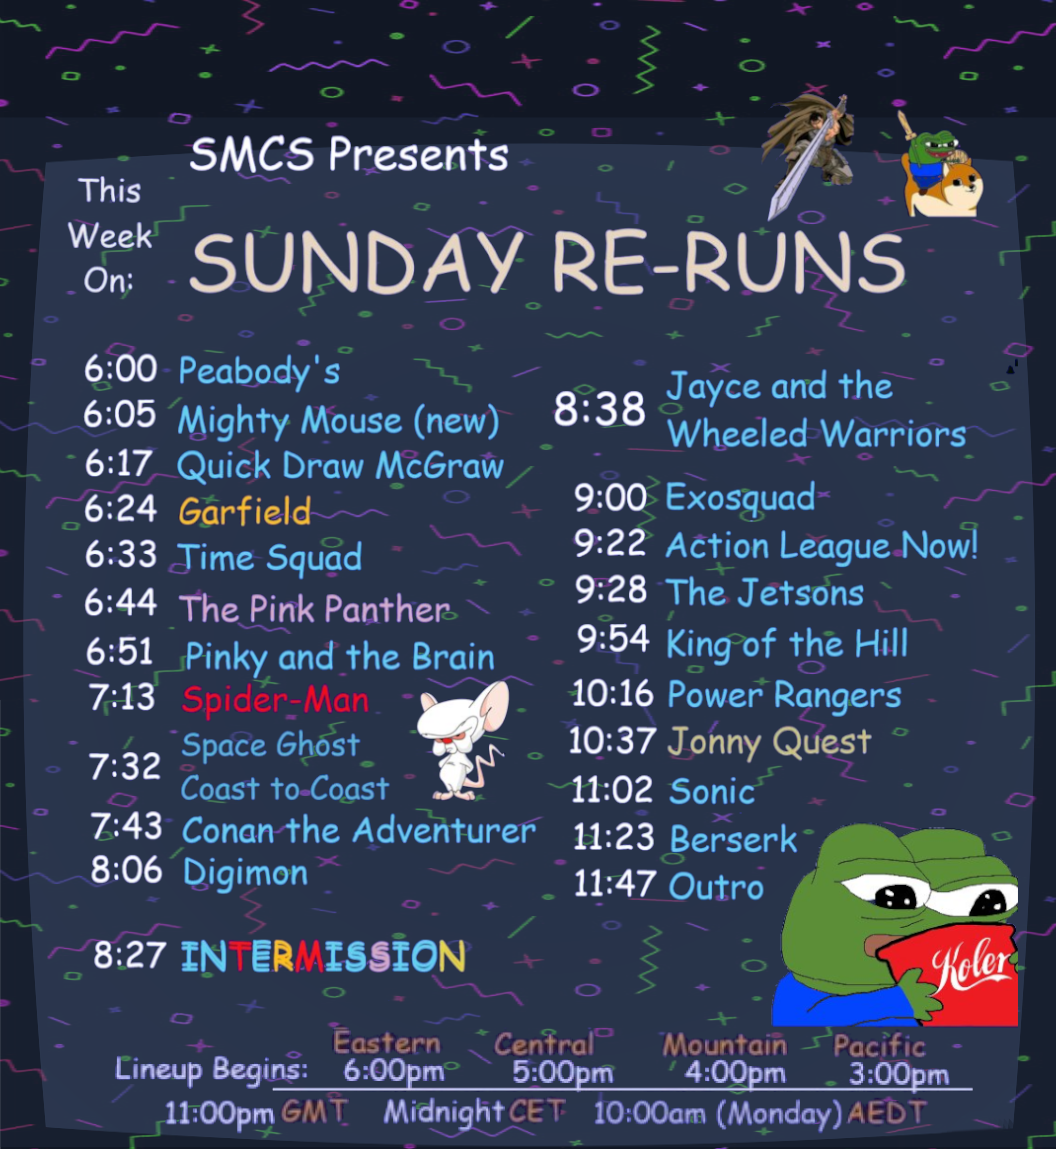 SMCS Presents
This
Week
On:
SUNDAY RE-RUNS
6:00 Peabody's
6:05 Mighty Mouse (new)
6:17 Quick Draw McGraw
6:24 Garfield
6:33 Time Squad
6:44 The Pink Panther
6:51 Pinky and the Brain
7:13 Spider-Man
7:32 Space Ghost
Coast to Coast
7:43 Conan the Adventurer
8:06 Digimon
8:27 INTERMISSION
8:38 Jayce and the
Wheeled Warriors
9:00 Exosquad
9:22 Action League Now!
9:28 The Jetsons
9:54 King of the Hill
10:16 Power Rangers
10:37 Jonny Quest
11:02 Sonic
11:23 Berserk
11:47 Outro
Koler
Eastern Central Mountain Pacific
Lineup Begins: 6:00pm 5:00pm 4:00pm 3:00pm
11:00pm GMT Midnight CET 10:00am (Monday) AEDT